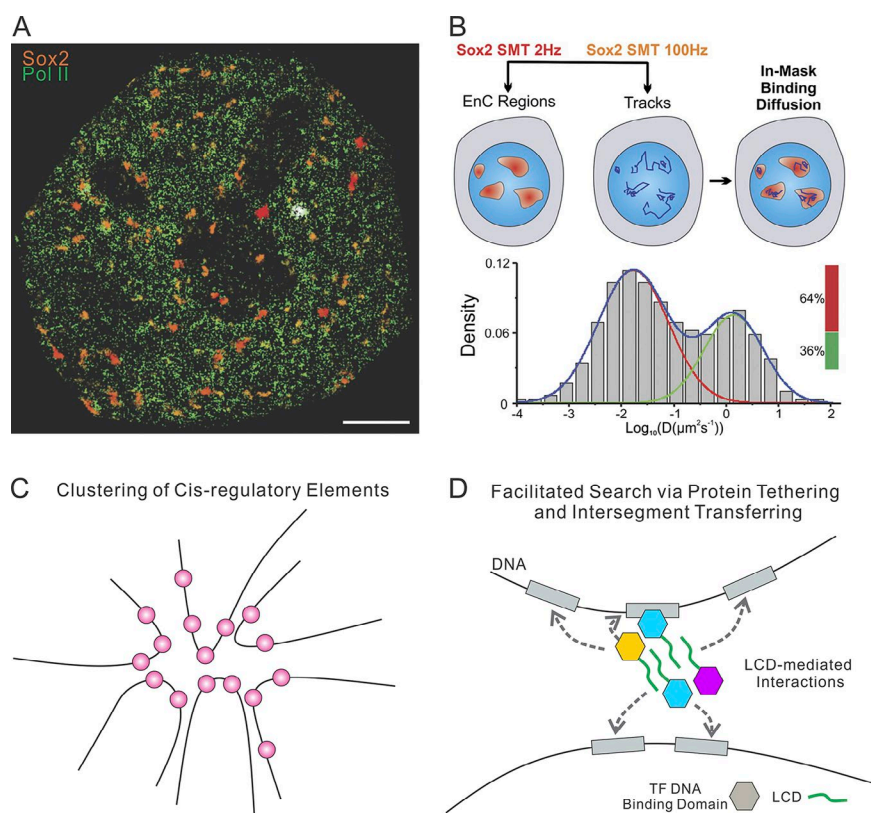 A
Sox2
Pol II
B
Sox2 SMT 2Hz Sox2 SMT 100Hz
EnC Regions
Tracks
In-Mask
Binding
Diffusion
0.12
0.06
0
Density
-4 -3 -2 -1 0 1 2
Log₁₀(D(μm²s⁻¹))
64%
36%
C
Clustering of Cis-regulatory Elements
D
Facilitated Search via Protein Tethering
and Intersegment Transferring
DNA
LCD-mediated
Interactions
TF DNA
Binding Domain
LCD